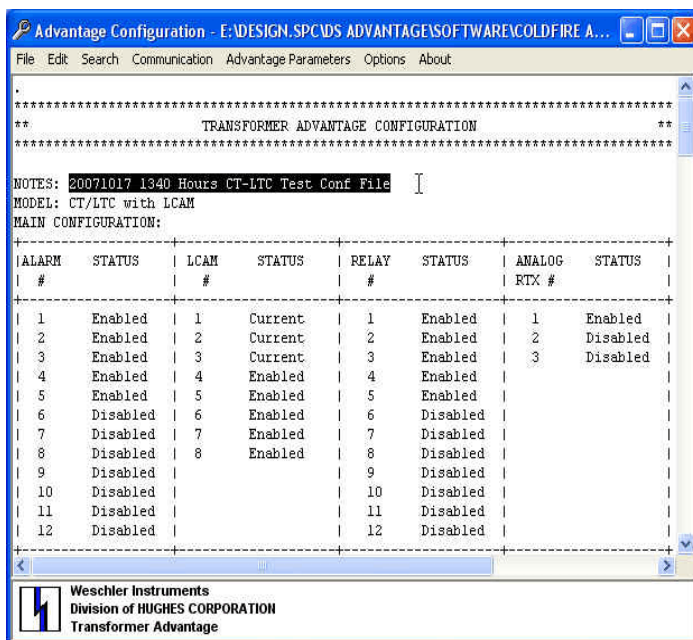 Advantage Configuration - E:\DESIGN.SPC\DS ADVANTAGE\SOFTWARE\COLDFIRE A...
File Edit Search Communication Advantage Parameters Options About
.
*************************************************************************************
** TRANSFORMER ADVANTAGE CONFIGURATION **
*************************************************************************************
NOTES: 20071017 1340 Hours CT-LTC Test Conf File
MODEL: CT/LTC with LCAM
MAIN CONFIGURATION:
+--------------------+--------------------+--------------------+--------------------+
|ALARM STATUS | LCAM STATUS | RELAY STATUS | ANALOG STATUS |
| # | # | # | RTX # |
+--------------------+--------------------+--------------------+--------------------+
| 1 Enabled | 1 Current | 1 Enabled | 1 Enabled |
| 2 Enabled | 2 Current | 2 Enabled | 2 Disabled |
| 3 Enabled | 3 Current | 3 Enabled | 3 Disabled |
| 4 Enabled | 4 Enabled | 4 Enabled | |
| 5 Enabled | 5 Enabled | 5 Enabled | |
| 6 Disabled | 6 Enabled | 6 Disabled | |
| 7 Disabled | 7 Enabled | 7 Disabled | |
| 8 Disabled | 8 Enabled | 8 Disabled | |
| 9 Disabled | | 9 Disabled | |
| 10 Disabled | | 10 Disabled | |
| 11 Disabled | | 11 Disabled | |
| 12 Disabled | | 12 Disabled | |
+--------------------+--------------------+--------------------+--------------------+
Weschler Instruments
Division of HUGHES CORPORATION
Transformer Advantage